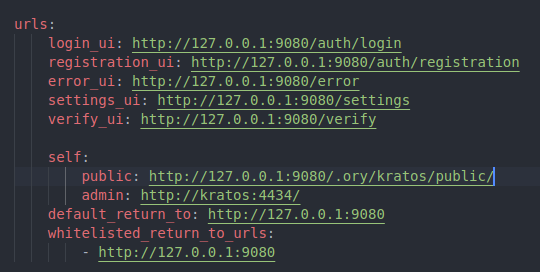 urls:
login_ui: http://127.0.0.1:9080/auth/login
registration_ui: http://127.0.0.1:9080/auth/registration
error_ui: http://127.0.0.1:9080/error
settings_ui: http://127.0.0.1:9080/settings
verify_ui: http://127.0.0.1:9080/verify
self:
public: http://127.0.0.1:9080/.ory/kratos/public/
admin: http://kratos:4434/
default_return_to: http://127.0.0.1:9080
whitelisted_return_to_urls:
- http://127.0.0.1:9080